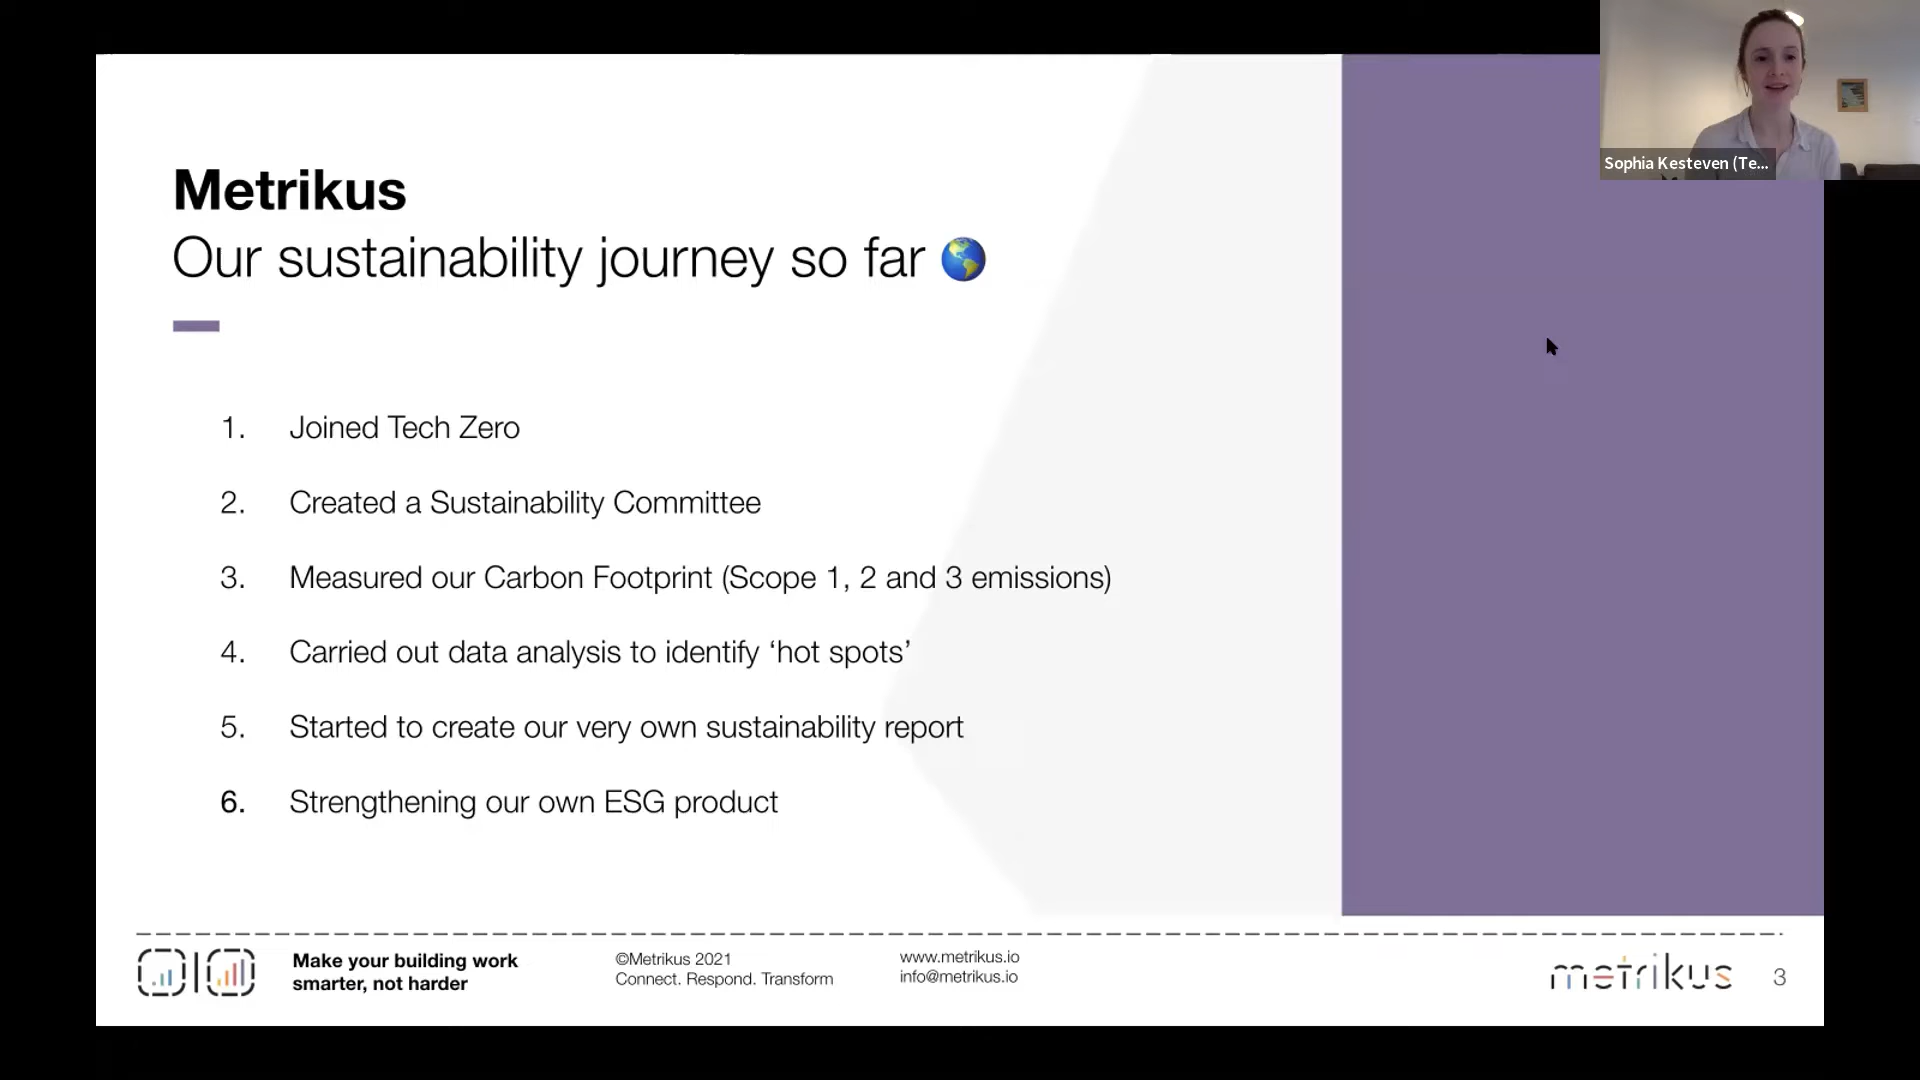 Sophia Kesteven (Te...
Metrikus
Our sustainability journey so far
1. Joined Tech Zero
2. Created a Sustainability Committee
3. Measured our Carbon Footprint (Scope 1, 2 and 3 emissions)
4. Carried out data analysis to identify ‘hot spots’
5. Started to create our very own sustainability report
6. Strengthening our own ESG product
Make your building work
smarter, not harder
©Metrikus 2021
Connect. Respond. Transform
www.metrikus.io
info@metrikus.io
metrikus
3